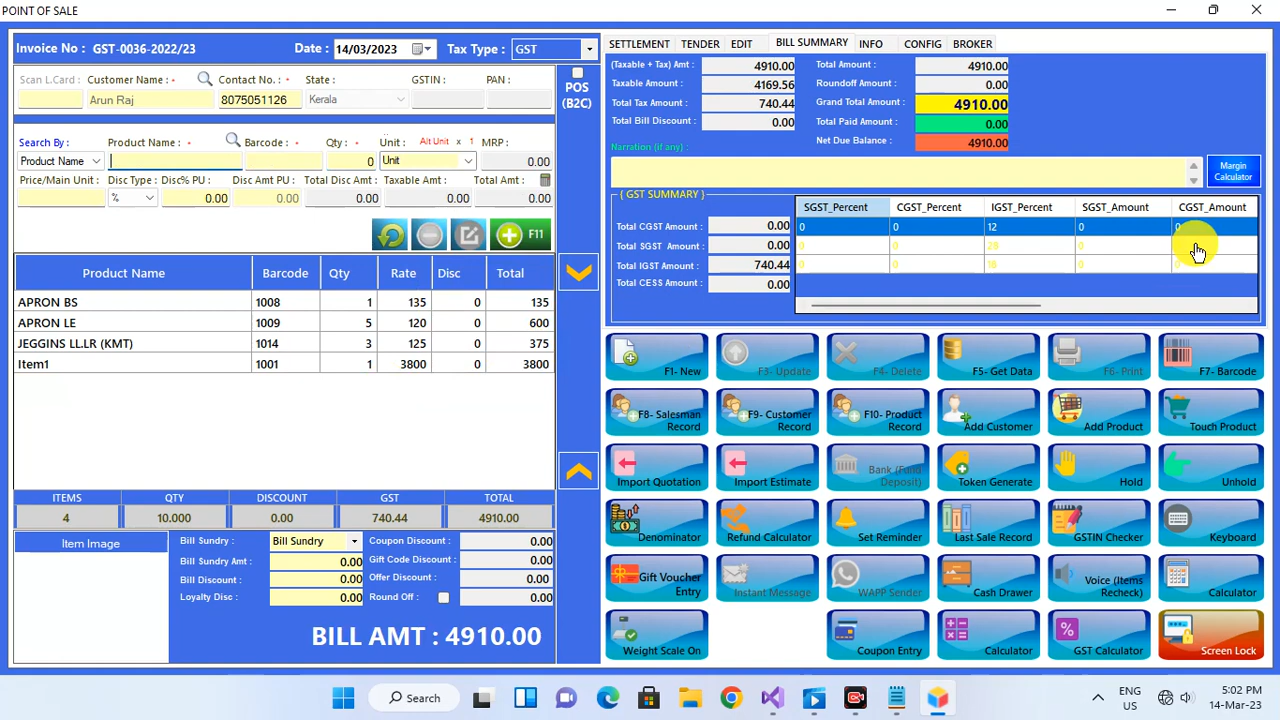 POINT OF SALE
Invoice No : GST-0036-2022/23 Date : 14/03/2023 Tax Type : GST
Scan L.Card : Customer Name : * Contact No. : * State : GSTIN : PAN :
Arun Raj 8075051126 Kerala
POS (B2C)
Search By : Product Name : * Barcode : * Qty : * Unit : Alt Unit x 1 MRP :
Product Name 0 Unit 0.00
Price/Main Unit : Disc Type : Disc% PU : Disc Amt PU : Total Disc Amt : Taxable Amt : Total Amt :
% 0.00 0.00 0.00 0.00 0.00
F11
Product Name Barcode Qty Rate Disc Total
APRON BS 1008 1 135 0 135
APRON LE 1009 5 120 0 600
JEGGINS LL.LR (KMT) 1014 3 125 0 375
Item1 1001 1 3800 0 3800
ITEMS QTY DISCOUNT GST TOTAL
4 10.000 0.00 740.44 4910.00
Item Image
Bill Sundry : Bill Sundry Coupon Discount : 0.00
Bill Sundry Amt : 0.00 Gift Code Discount : 0.00
Bill Discount : 0.00 Offer Discount : 0.00
Loyalty Disc : 0.00 Round Off : 0.00
BILL AMT : 4910.00
SETTLEMENT TENDER EDIT BILL SUMMARY INFO CONFIG BROKER
(Taxable + Tax) Amt : 4910.00 Total Amount : 4910.00
Taxable Amount : 4169.56 Roundoff Amount : 0.00
Total Tax Amount : 740.44 Grand Total Amount : 4910.00
Total Bill Discount : 0.00 Total Paid Amount : 0.00
Net Due Balance : 4910.00
Narration (if any) :
Margin Calculator
( GST SUMMARY )
SGST_Percent CGST_Percent IGST_Percent SGST_Amount CGST_Amount
Total CGST Amount : 0.00 0 0 12 0 0
Total SGST Amount : 0.00 0 0 28 0
Total IGST Amount : 740.44 0 0 18 0 0
Total CESS Amount : 0.00
F1- New F3- Update F4- Delete F5- Get Data F6- Print F7- Barcode
F8- Salesman Record F9- Customer Record F10- Product Record Add Customer Add Product Touch Product
Import Quotation Import Estimate Bank (Fund Deposit) Token Generate Hold Unhold
Denominator Refund Calculator Set Reminder Last Sale Record GSTIN Checker Keyboard
Gift Voucher Entry Instant Message WAPP Sender Cash Drawer Voice (Items Recheck) Calculator
Weight Scale On Coupon Entry Calculator GST Calculator Screen Lock
Search
ENG US
5:02 PM
14-Mar-23